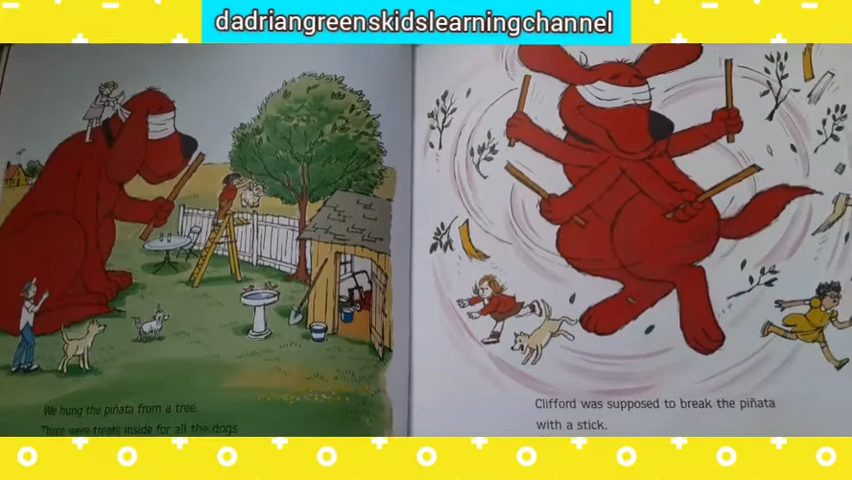 dadriangreenskidslearningchannel
We hung the piñata from a tree.
There were treats inside for all the dogs
Clifford was supposed to break the piñata
with a stick.